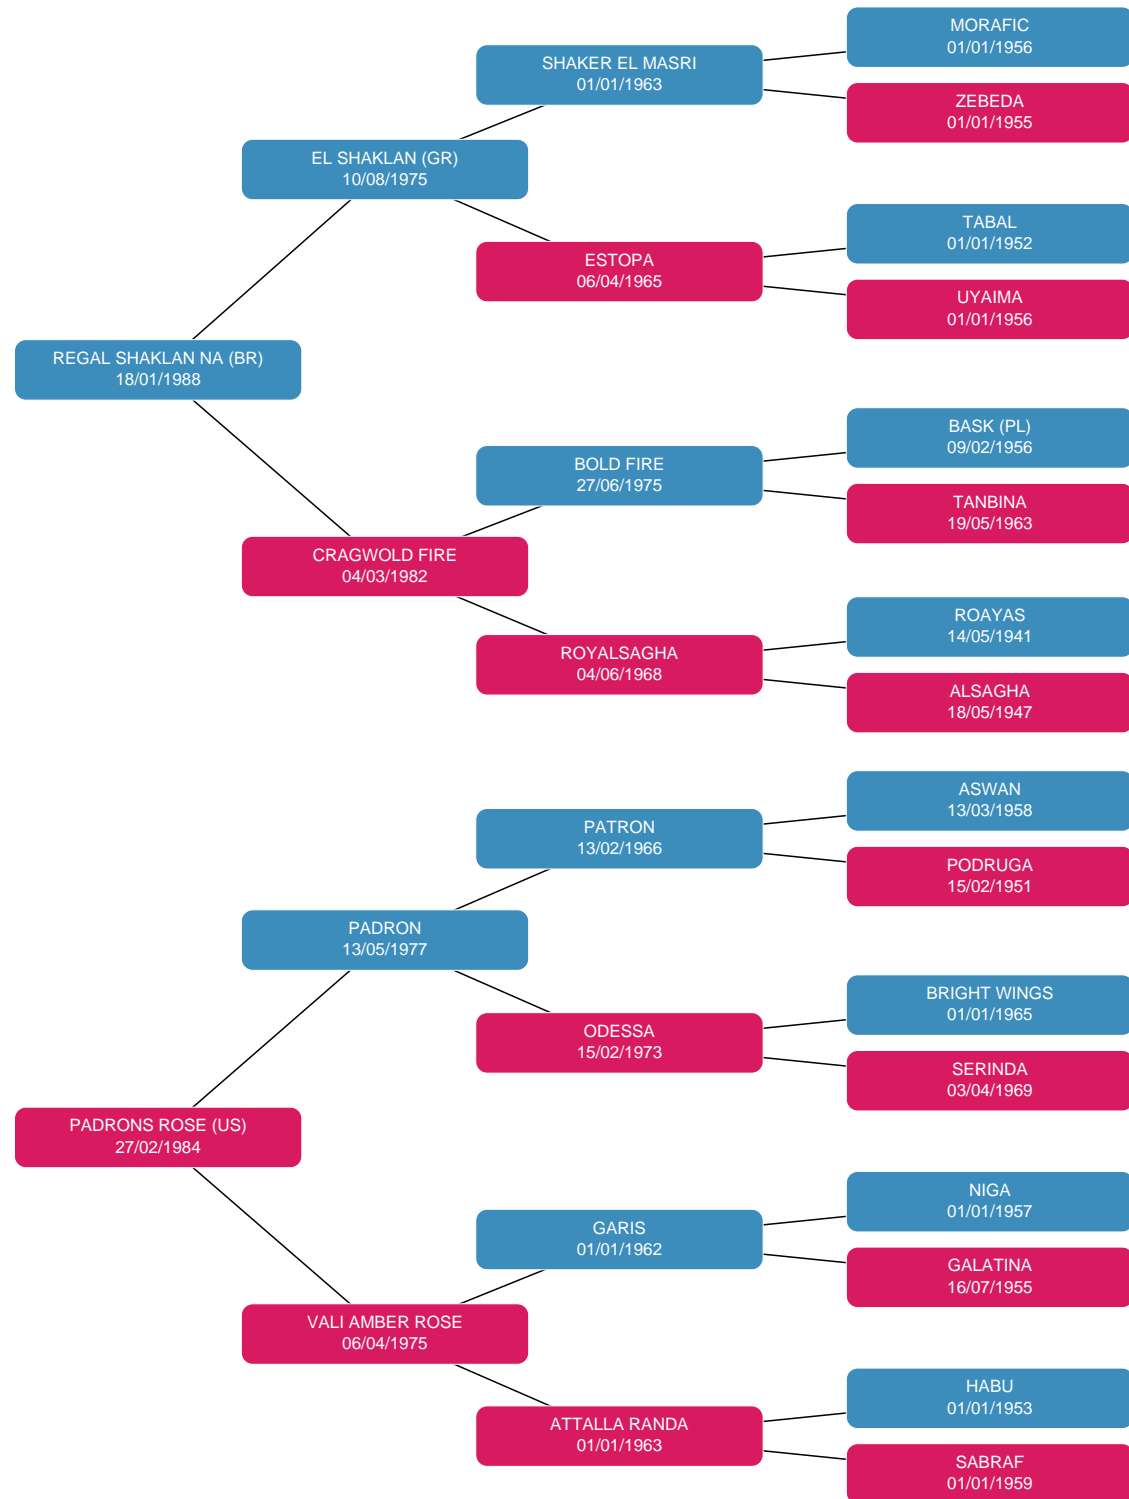 MORAFIC
01/01/1956
SHAKER EL MASRI
01/01/1963
ZEBEDA
01/01/1955
EL SHAKLAN (GR)
10/08/1975
TABAL
01/01/1952
ESTOPA
06/04/1965
UYAIMA
01/01/1956
REGAL SHAKLAN NA (BR)
18/01/1988
BASK (PL)
09/02/1956
BOLD FIRE
27/06/1975
TANBINA
19/05/1963
CRAGWOLD FIRE
04/03/1982
ROAYAS
14/05/1941
ROYALSAGHA
04/06/1968
ALSAGHA
18/05/1947
ASWAN
13/03/1958
PATRON
13/02/1966
PODRUGA
15/02/1951
PADRON
13/05/1977
BRIGHT WINGS
01/01/1965
ODESSA
15/02/1973
SERINDA
03/04/1969
PADRONS ROSE (US)
27/02/1984
NIGA
01/01/1957
GARIS
01/01/1962
GALATINA
16/07/1955
VALI AMBER ROSE
06/04/1975
HABU
01/01/1953
ATTALLA RANDA
01/01/1963
SABRAF
01/01/1959